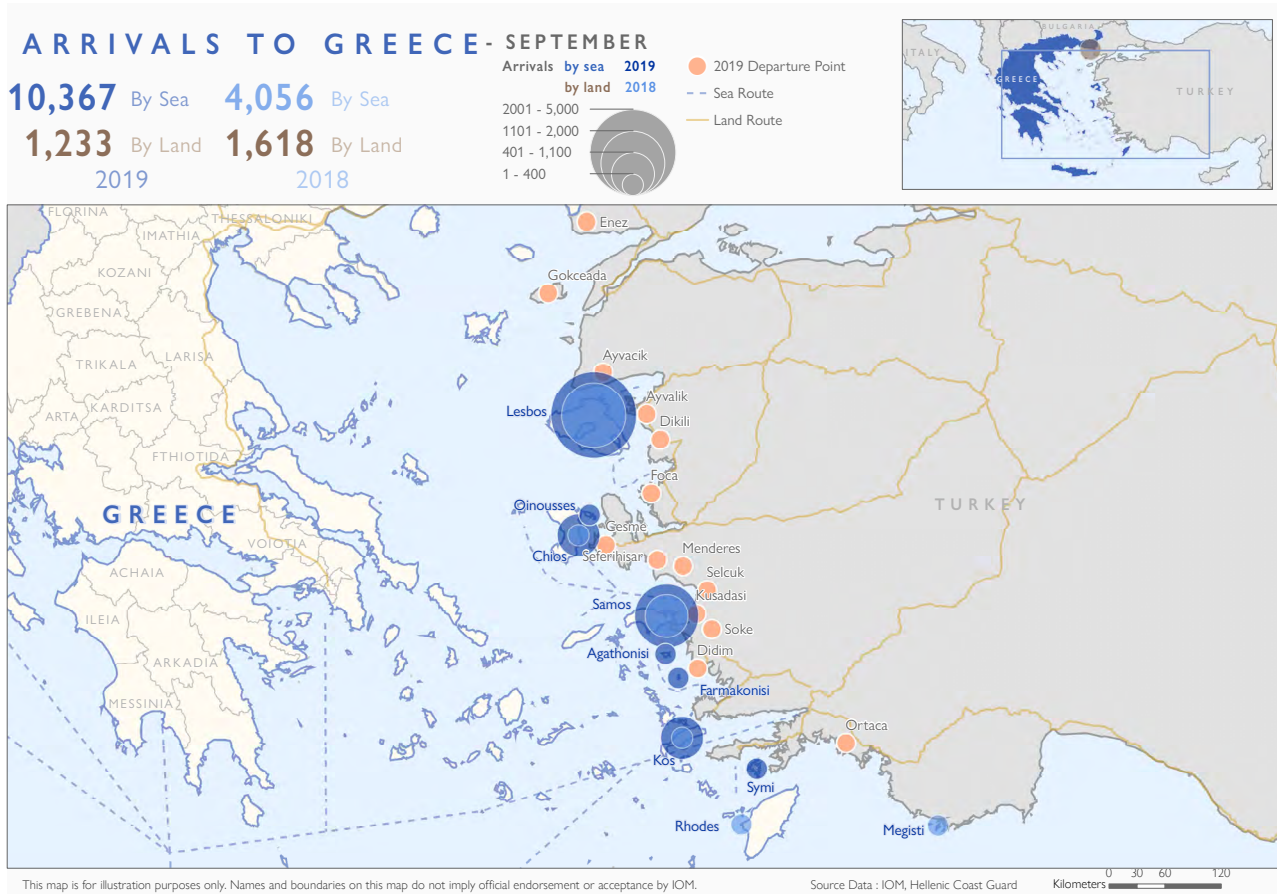 ARRIVALS TO GREECE - SEPTEMBER
10,367 By Sea 4,056 By Sea
1,233 By Land 1,618 By Land
2019 2018
Arrivals by sea 2019
by land 2018
2001 - 5,000
1101 - 2,000
401 - 1,100
1 - 400
2019 Departure Point
Sea Route
Land Route
BULGARIA
ITALY
GREECE
TURKEY
FLORINA
THESSALONIKI
IMATHIA
Enez
KOZANI
Gokceada
GREBENA
TRIKALA
LARISA
Ayvacik
ARTA
KARDITSA
Lesbos
Ayvalik
Dikili
FTHIOTIDA
Foca
GREECE
TURKEY
Oinousses
Gesme
VOIOTIA
Chios
Seferihisar
Menderes
ACHAIA
Selcuk
Kusadasi
Samos
ILEIA
Soke
Agathonisi
Didim
ARKADIA
Farmakonisi
MESSINIA
Ortaca
Kos
Symi
Rhodes
Megisti
This map is for illustration purposes only. Names and boundaries on this map do not imply official endorsement or acceptance by IOM.
Source Data : IOM, Hellenic Coast Guard
Kilometers
0 30 60 120